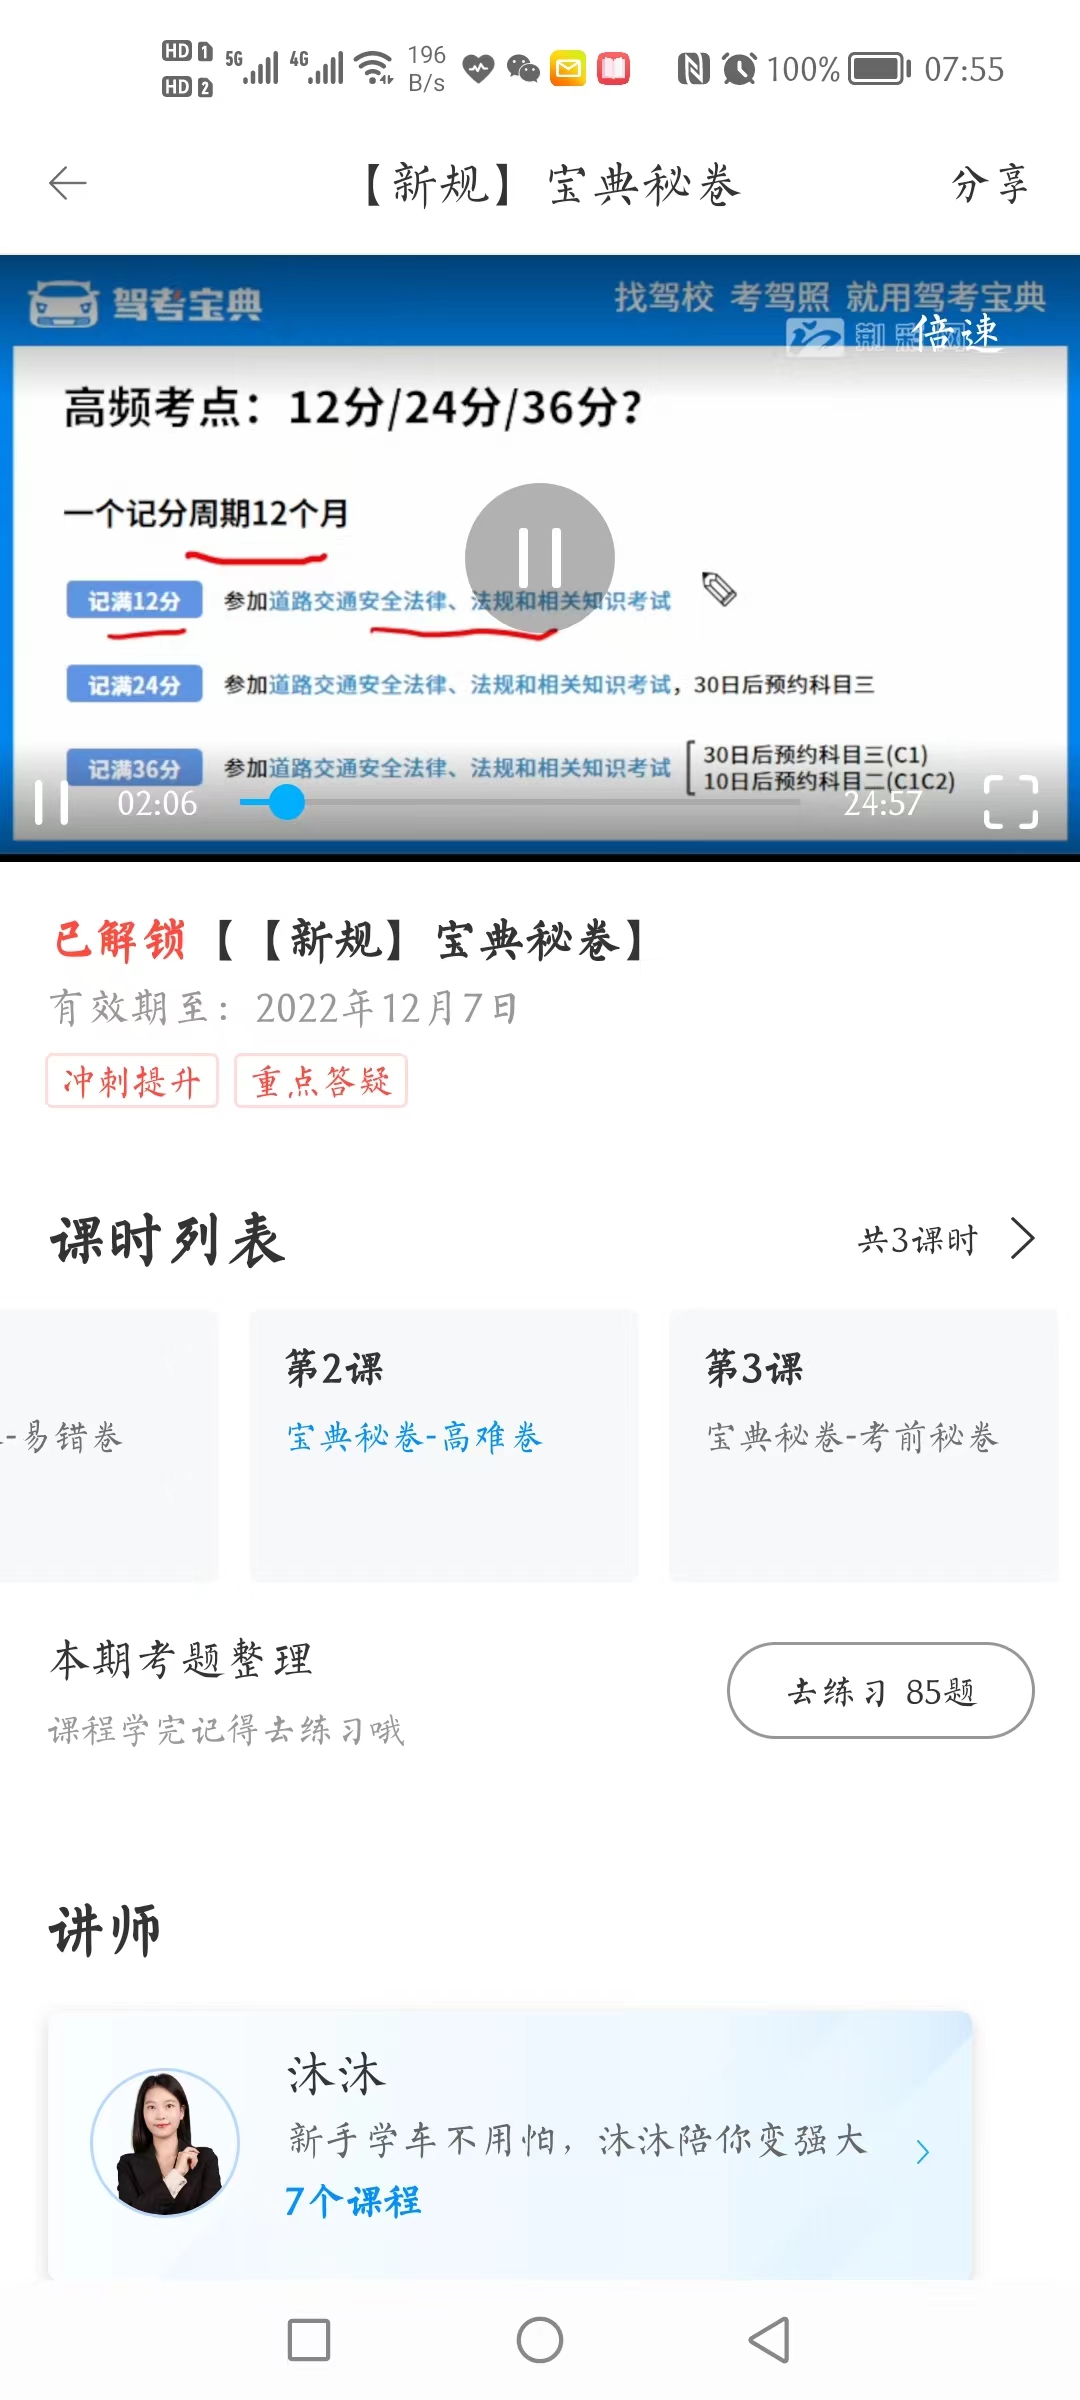 HD 1 5G 4G 196 100% 07:55
HD 2 B/s
【新规】宝典秘卷
分享
驾考宝典
找驾校 考驾照 就用驾考宝典
倍速
高频考点：12分/24分/36分？
一个记分周期12个月
记满12分 参加道路交通安全法律、法规和相关知识考试
记满24分 参加道路交通安全法律、法规和相关知识考试，30日后预约科目三
记满36分 参加道路交通安全法律、法规和相关知识考试
30日后预约科目三(C1)
10日后预约科目二(C1C2)
02:06 24:57
已解锁【【新规】宝典秘卷】
有效期至：2022年12月7日
冲刺提升 重点答疑
课时列表
共3课时
第2课 第3课
-易错卷 宝典秘卷-高难卷 宝典秘卷-考前秘卷
本期考题整理
去练习 85题
课程学完记得去练习哦
讲师
沐沐
新手学车不用怕，沐沐陪你变强大
7个课程